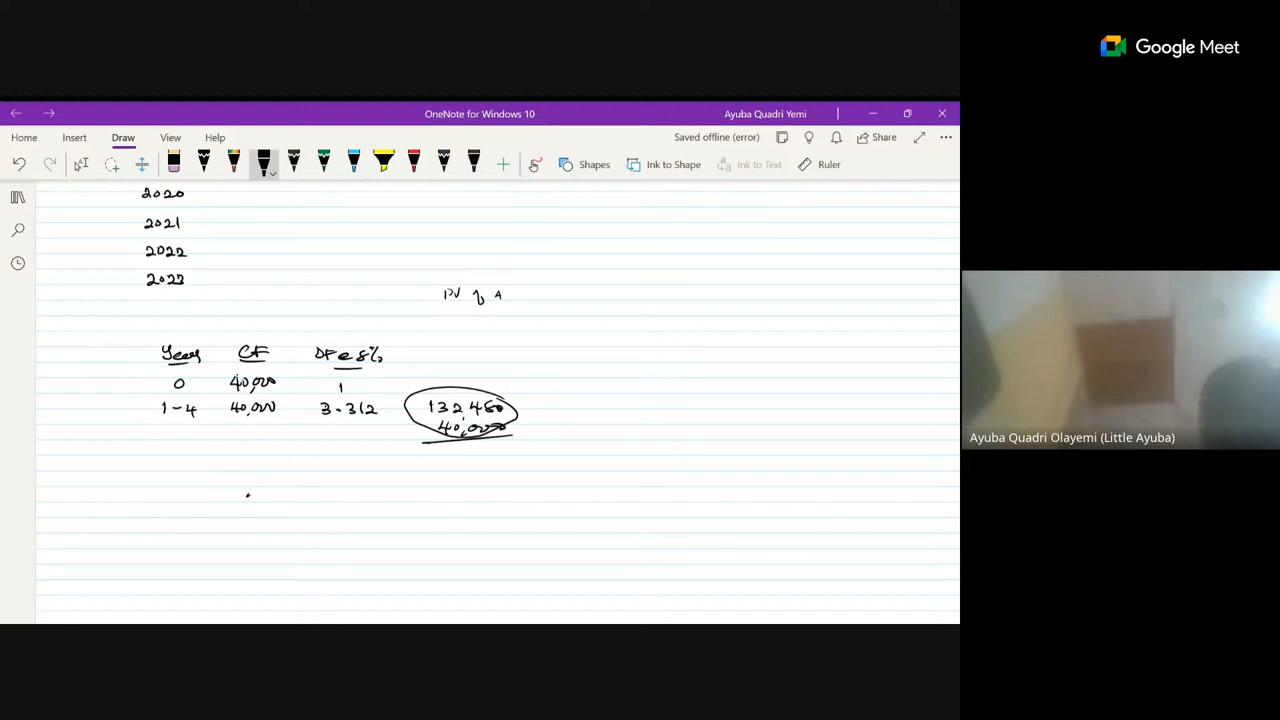 Google Meet
OneNote for Windows 10
Ayuba Quadri Yemi
Home Insert Draw View Help
Saved offline (error)
Share
Shapes
Ink to Shape
Ink to Text
Ruler
2020
2021
2022
2023
PV of A
Years CF DF @ 8%
0 40,000 1
1-4 40,000 3.312 132,480
40,000
Ayuba Quadri Olayemi (Little Ayuba)